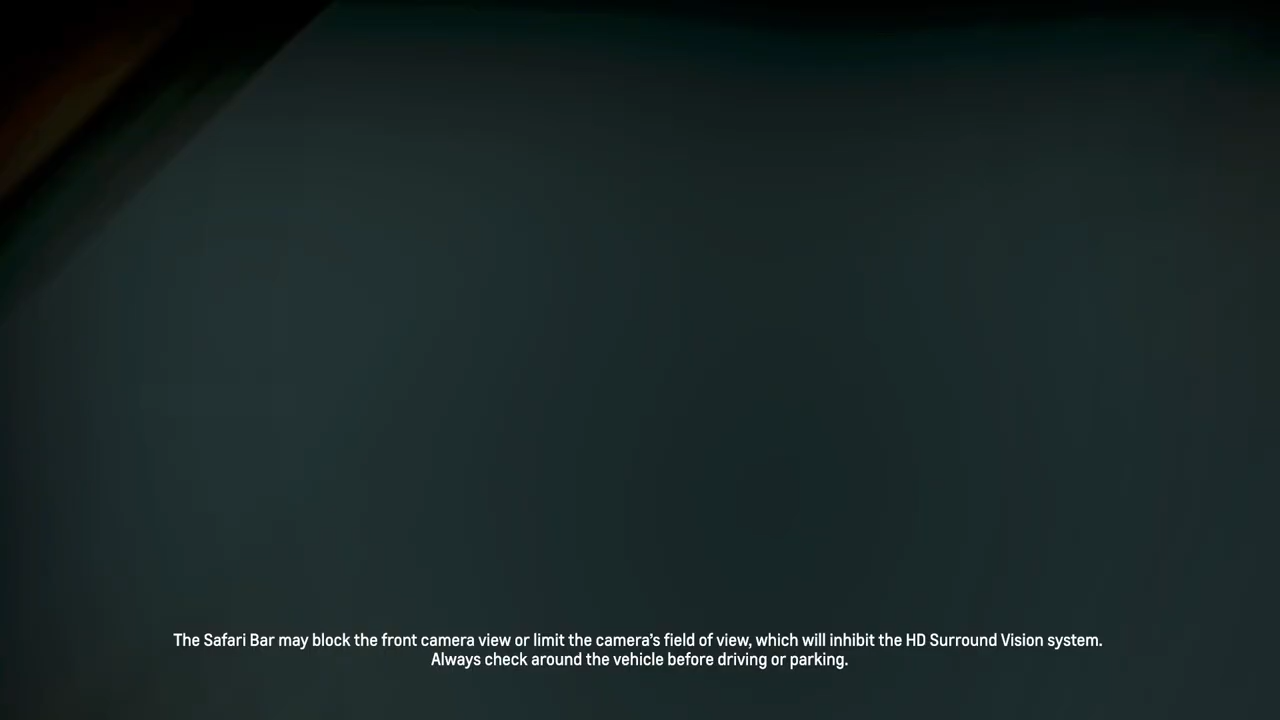 The Safari Bar may block the front camera view or limit the camera's field of view, which will inhibit the HD Surround Vision system.
Always check around the vehicle before driving or parking.